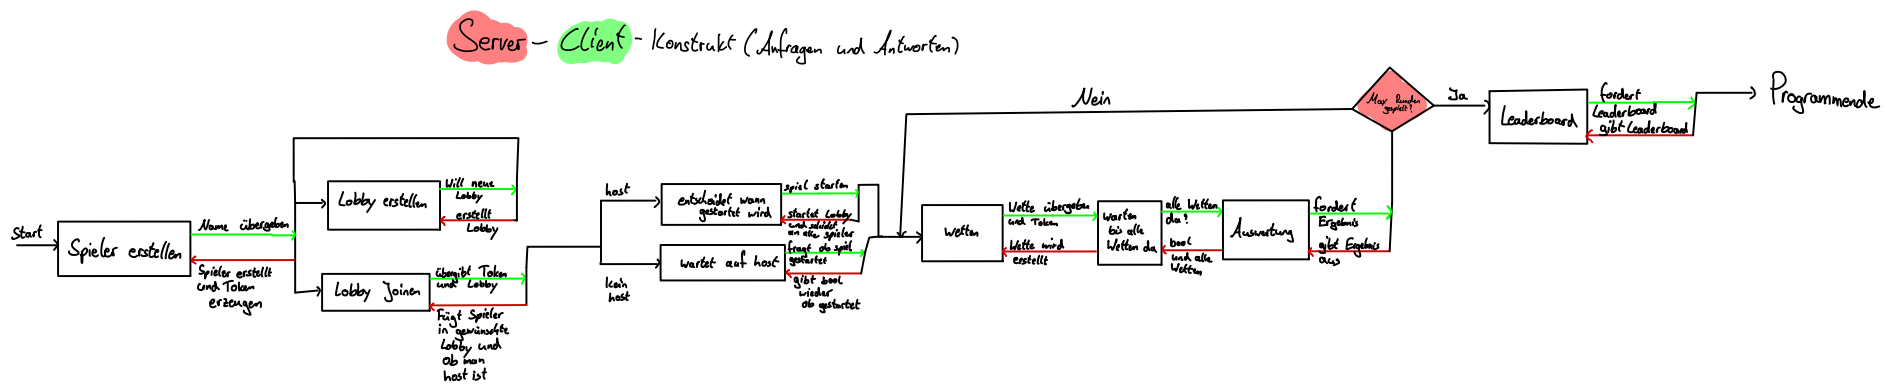 Server - Client - Konstrukt (Anfragen und Antworten)
Start
Spieler erstellen
Name übergeben
Spieler erstellt
und Token
erzeugen
Lobby erstellen
Will neue
Lobby
erstellt
Lobby
Lobby Joinen
übergibt Token
und Lobby
Fügt Spieler
in gewünschte
Lobby und
ob man
host ist
host
kein
host
entscheidet wann
gestartet wird
spiel starten
startet Lobby
und
an alle spieler
wartet auf host
fragt ob spiel
gestartet
gibt bool
wieder
ob gestartet
Nein
wetten
Wette übergeben
und Token
Wette wird
erstellt
warten
bis alle
Wetten da
alle Wetten
da?
bool
und alle
Wetten
Auswertung
fordert
Ergebnis
gibt Ergebnis
aus
Max Runden
gespielt?
Ja
Leaderboard
fordert
Leaderboard
gibt Leaderboard
Programmende